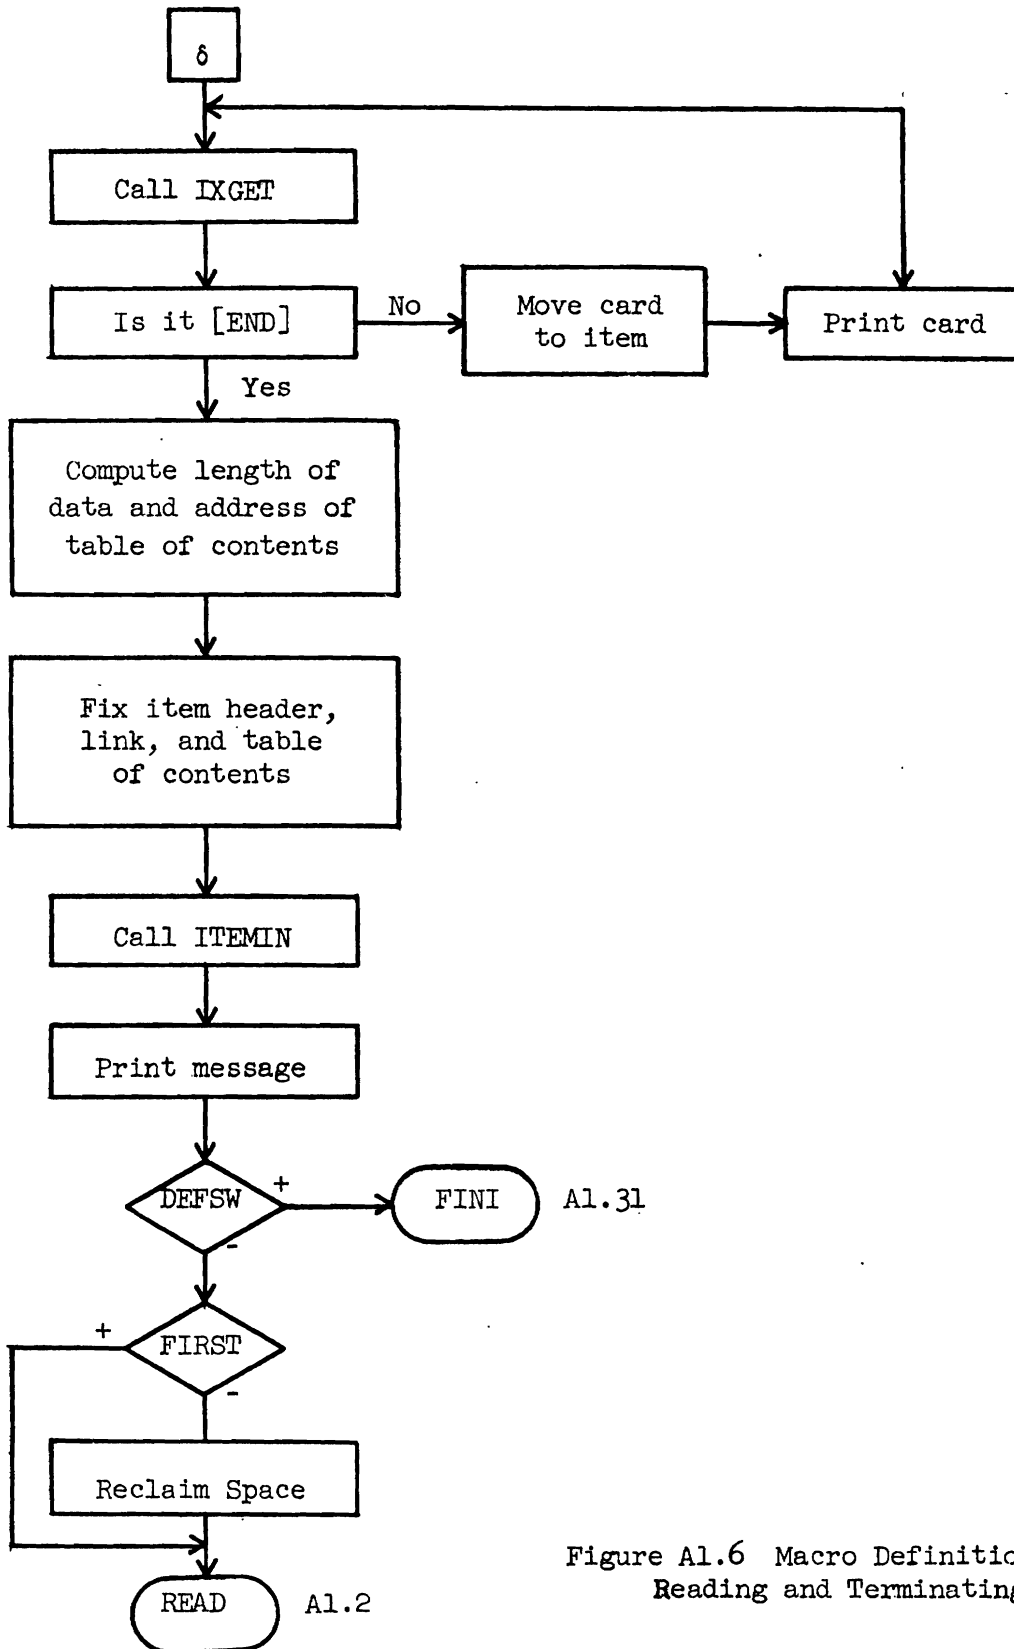 δ
Call IXGET
Is it [END]
No
Move card
to item
Print card
Yes
Compute length of
data and address of
table of contents
Fix item header,
link, and table
of contents
Call ITEMIN
Print message
DEFSW
+
FINI
A1.31
-
+
FIRST
-
Reclaim Space
READ
A1.2
Figure A1.6 Macro Definitio
Reading and Terminating